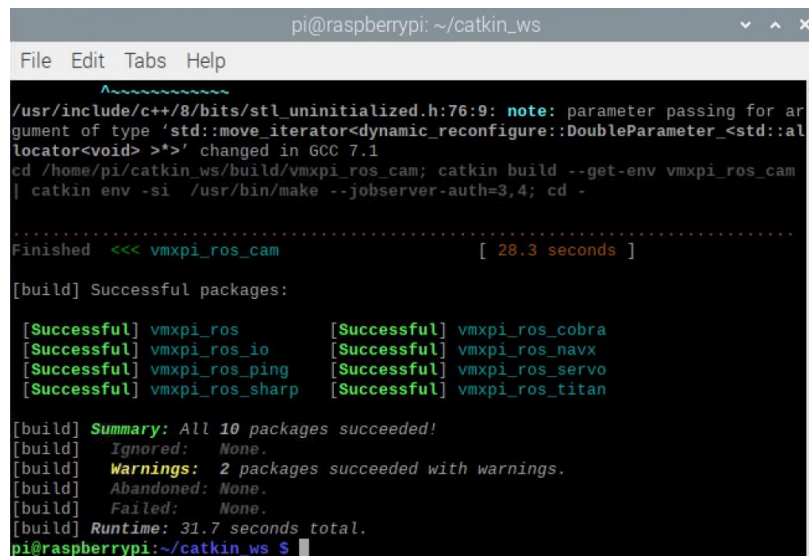 pi@raspberrypi: ~/catkin_ws
File Edit Tabs Help
^~~~~~~~~~~~~
/usr/include/c++/8/bits/stl_uninitialized.h:76:9: note: parameter passing for ar
gument of type ‘std::move_iterator<dynamic_reconfigure::DoubleParameter_<std::al
locator<void> >*>’ changed in GCC 7.1
cd /home/pi/catkin_ws/build/vmxpi_ros_cam; catkin build --get-env vmxpi_ros_cam
| catkin env -si  /usr/bin/make --jobserver-auth=3,4; cd -
................................................................................
Finished  <<< vmxpi_ros_cam                    [ 28.3 seconds ]
[build] Successful packages:
[Successful] vmxpi_ros          [Successful] vmxpi_ros_cobra
[Successful] vmxpi_ros_io       [Successful] vmxpi_ros_navx
[Successful] vmxpi_ros_ping     [Successful] vmxpi_ros_servo
[Successful] vmxpi_ros_sharp    [Successful] vmxpi_ros_titan
[build] Summary: All 10 packages succeeded!
[build]   Ignored:   None.
[build]   Warnings:  2 packages succeeded with warnings.
[build]   Abandoned: None.
[build]   Failed:    None.
[build] Runtime: 31.7 seconds total.
pi@raspberrypi:~/catkin_ws $